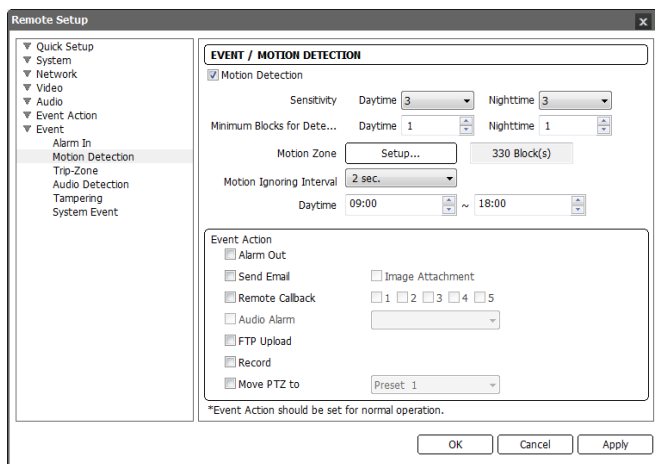 Remote Setup
x
Quick Setup
System
Network
Video
Audio
Event Action
Event
Alarm In
Motion Detection
Trip-Zone
Audio Detection
Tampering
System Event
EVENT / MOTION DETECTION
Motion Detection
Sensitivity Daytime 3 Nighttime 3
Minimum Blocks for Dete... Daytime 1 Nighttime 1
Motion Zone Setup... 330 Block(s)
Motion Ignoring Interval 2 sec.
Daytime 09:00 ~ 18:00
Event Action
Alarm Out
Send Email Image Attachment
Remote Callback 1 2 3 4 5
Audio Alarm
FTP Upload
Record
Move PTZ to Preset 1
*Event Action should be set for normal operation.
OK Cancel Apply